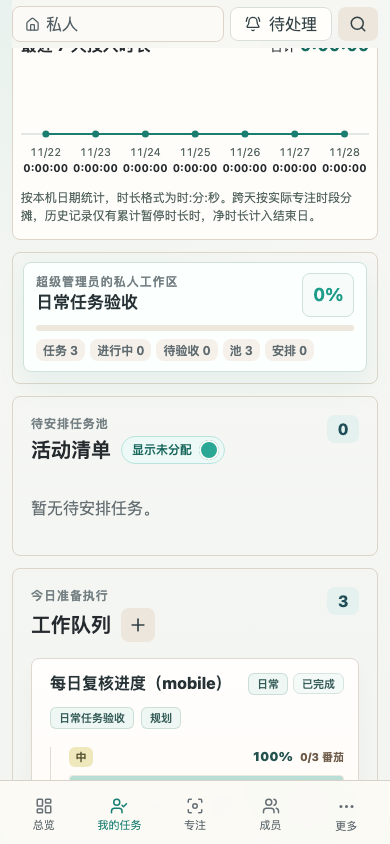 私人
待处理
最近 7 天投入时长
合计 0:00:00
11/22 11/23 11/24 11/25 11/26 11/27 11/28
0:00:00 0:00:00 0:00:00 0:00:00 0:00:00 0:00:00 0:00:00
按本机日期统计，时长格式为时:分:秒。跨天按实际专注时段分
摊，历史记录仅有累计暂停时长时，净时长计入结束日。
超级管理员的私人工作区
日常任务验收
0%
任务 3 进行中 0 待验收 0 池 3 安排 0
待安排任务池
0
活动清单
显示未分配
暂无待安排任务。
今日准备执行
3
工作队列
每日复核进度（mobile）
日常 已完成
日常任务验收 规划
中
100% 0/3 番茄
总览 我的任务 专注 成员 更多